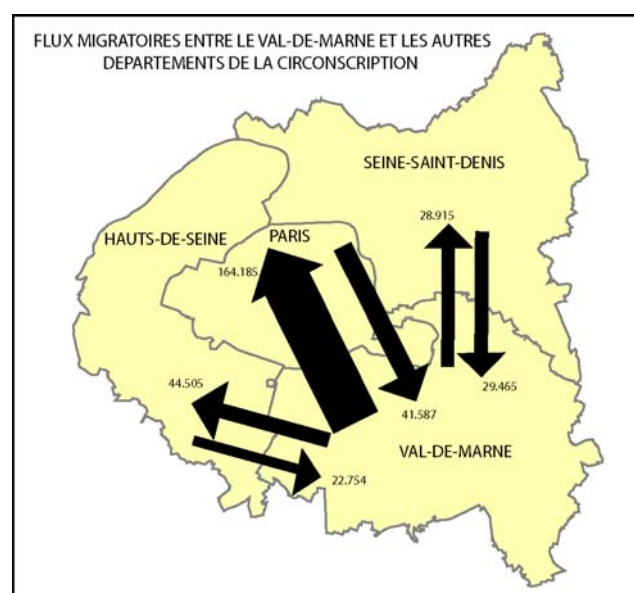 FLUX MIGRATOIRES ENTRE LE VAL-DE-MARNE ET LES AUTRES
DEPARTEMENTS DE LA CIRCONSCRIPTION
SEINE-SAINT-DENIS
28.915
HAUTS-DE-SEINE
PARIS
164.185
44.505
29.465
41.587
VAL-DE-MARNE
22.754